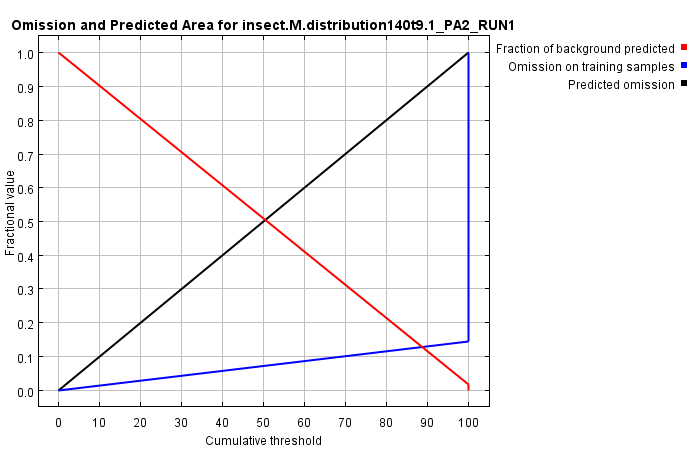 Omission and Predicted Area for insect.M.distribution140t9.1_PA2_RUN1
Fraction of background predicted
Omission on training samples
Predicted omission
Fractional value
1.0
0.9
0.8
0.7
0.6
0.5
0.4
0.3
0.2
0.1
0.0
0 10 20 30 40 50 60 70 80 90 100
Cumulative threshold